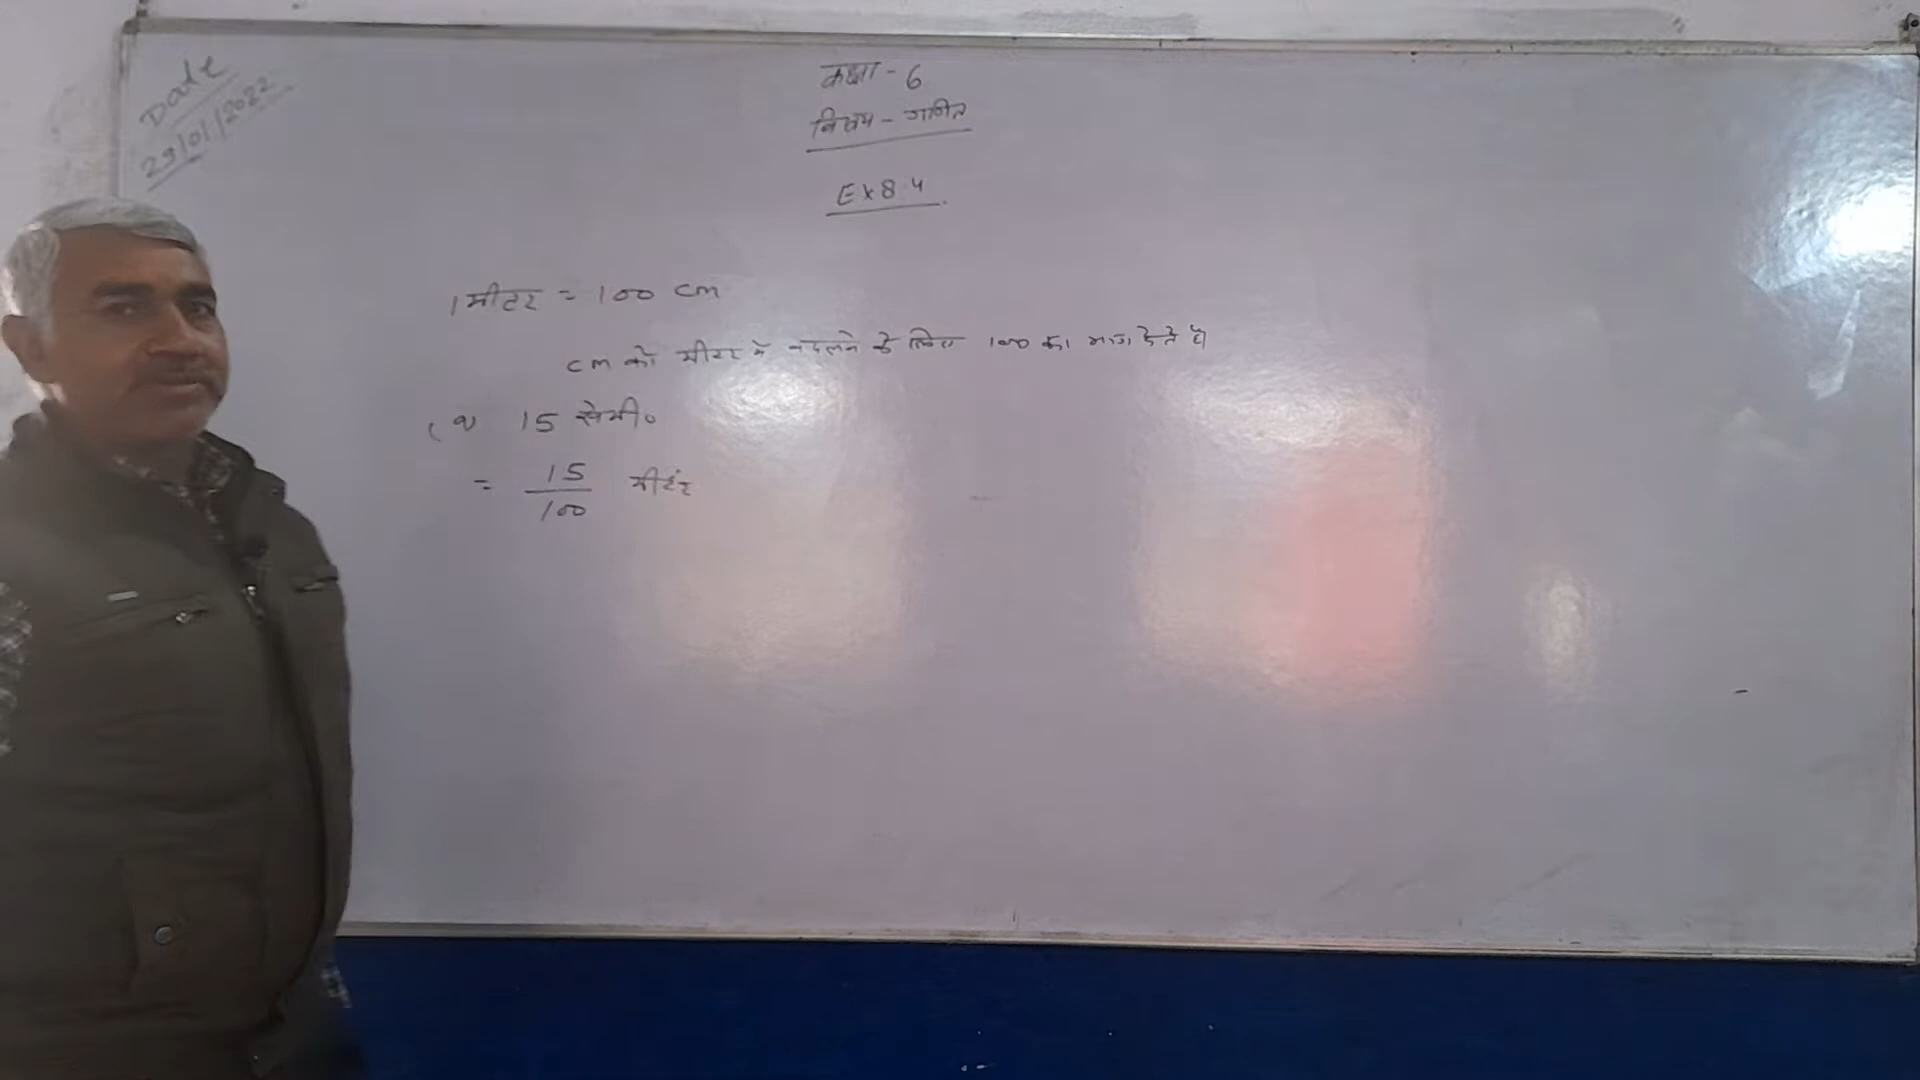 Date
29/01/2022
कक्षा - 6
विषय - गणित
Ex 8.4
1 मीटर = 100 cm
cm को मीटर में बदलने के लिए 100 का भाग देते है।
(a) 15 सेमी०
= 15/100 मीटर